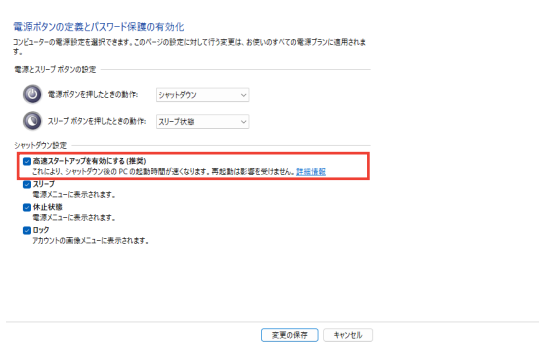 電源ボタンの定義とパスワード保護の有効化
コンピューターの電源設定を選択できます。このページの設定に対して行う変更は、お使いのすべての電源プランに適用されま
す。
電源とスリープ ボタンの設定
電源ボタンを押したときの動作: シャットダウン
スリープ ボタンを押したときの動作: スリープ状態
シャットダウン設定
高速スタートアップを有効にする (推奨)
これにより、シャットダウン後の PC の起動時間が速くなります。再起動は影響を受けません。詳細情報
スリープ
電源メニューに表示されます。
休止状態
電源メニューに表示されます。
ロック
アカウントの画像メニューに表示されます。
変更の保存 キャンセル